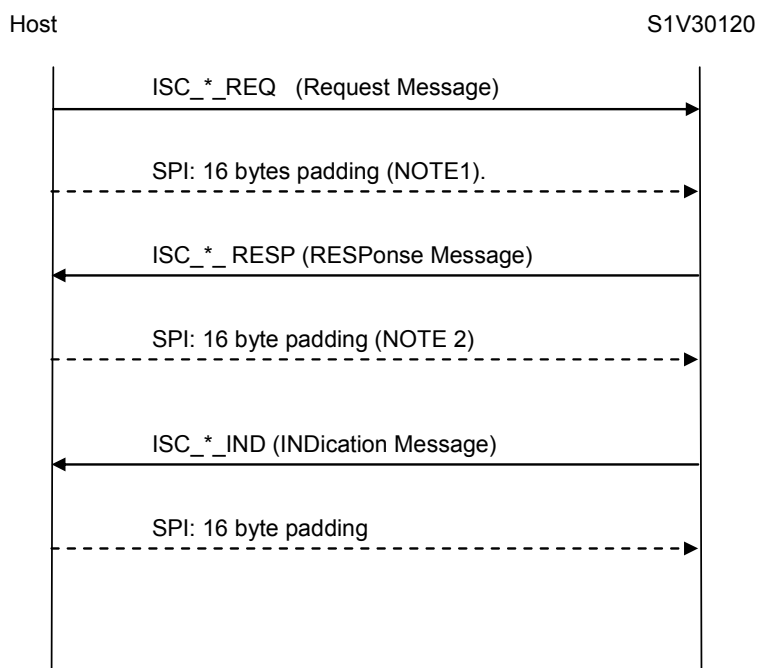 Host S1V30120
ISC_*_REQ (Request Message)
SPI: 16 bytes padding (NOTE1).
ISC_*_ RESP (RESPonse Message)
SPI: 16 byte padding (NOTE 2)
ISC_*_IND (INDication Message)
SPI: 16 byte padding